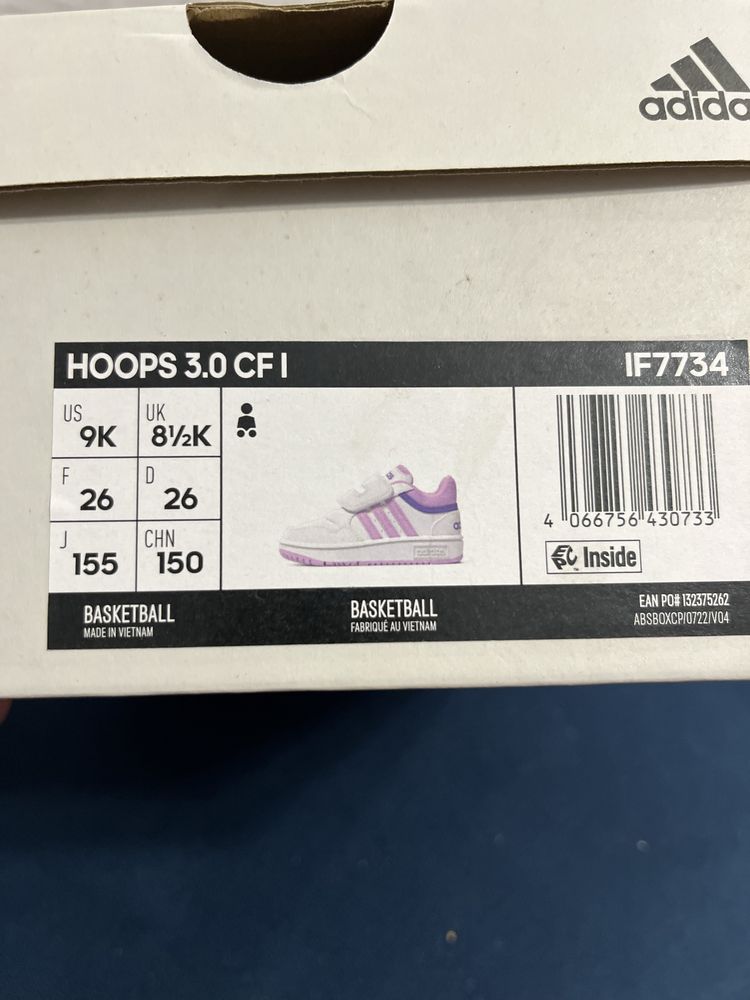 adidas
HOOPS 3.0 CF I
IF7734
US 9K
UK 8½K
F 26
D 26
J 155
CHN 150
4 066756 430733
Inside
BASKETBALL
MADE IN VIETNAM
BASKETBALL
FABRIQUÉ AU VIETNAM
EAN PO# 132375262
ABSBOXCP/0722/V04